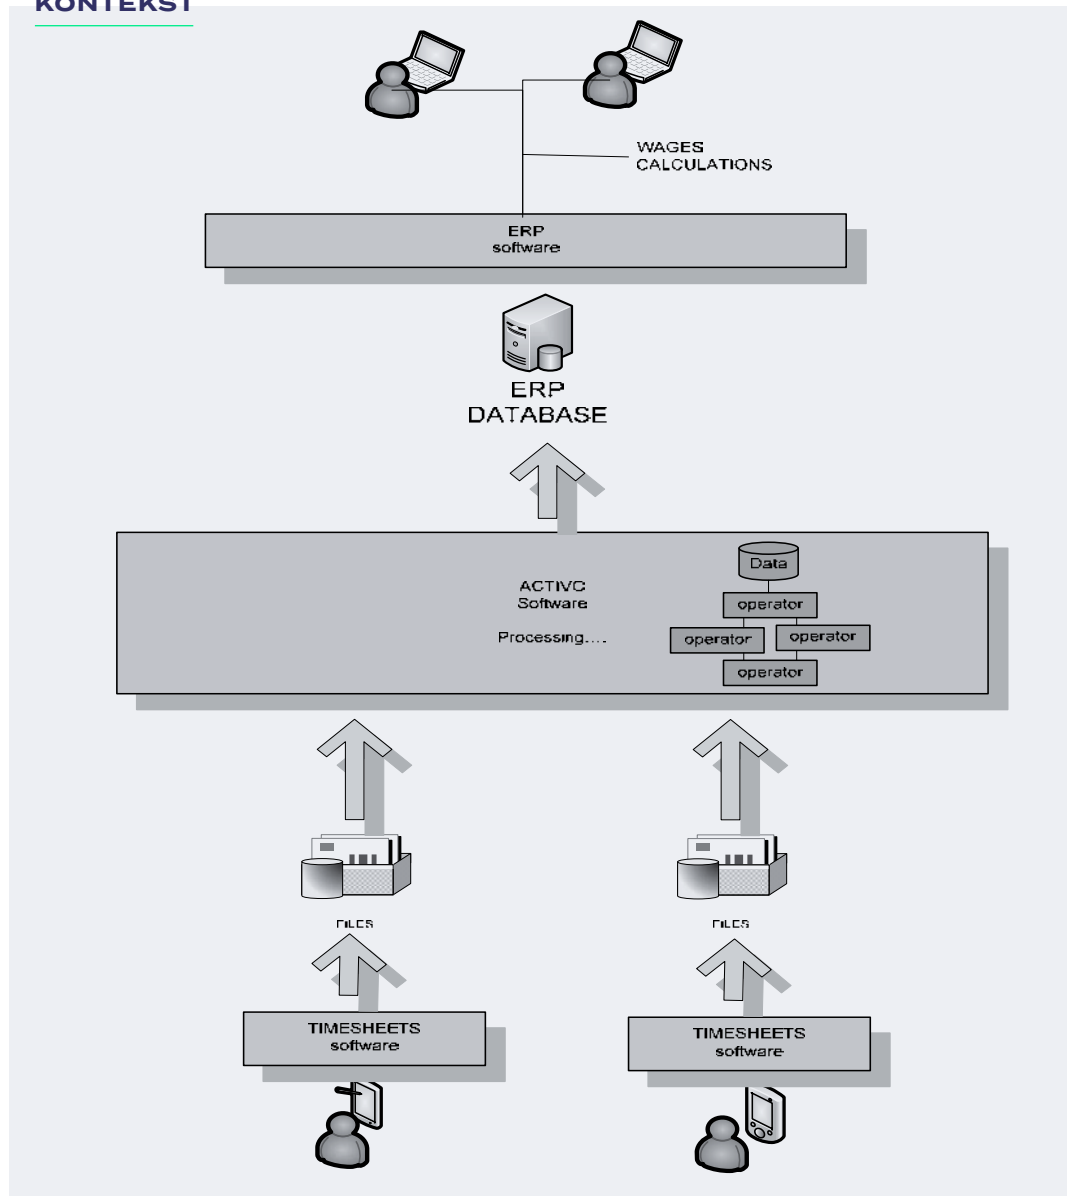 KONTEKST
WAGES
CALCULATIONS
ERP
software
ERP
DATABASE
Data
ACTIVC
Software
operator
Processing....
operator
operator
operator
FILES
FILES
TIMESHEETS
software
TIMESHEETS
software